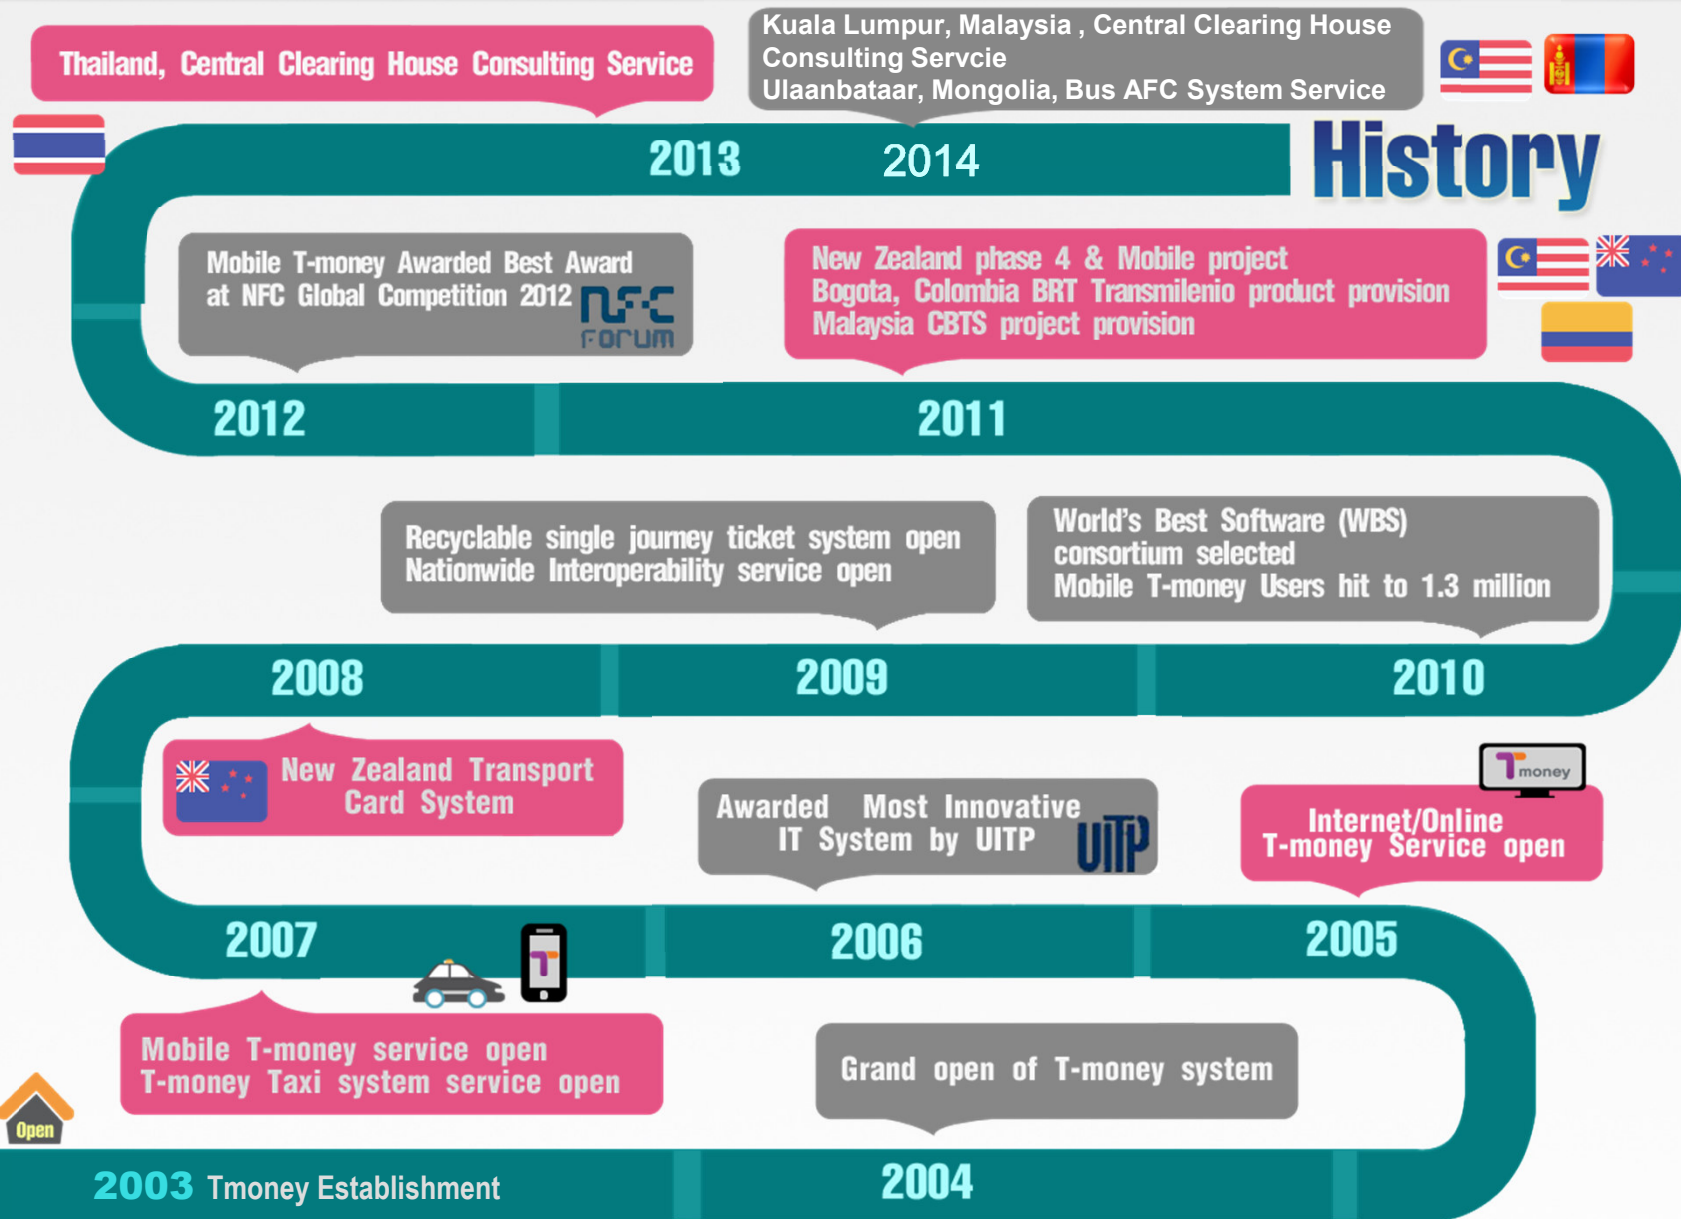 Thailand, Central Clearing House Consulting Service
Kuala Lumpur, Malaysia , Central Clearing House
Consulting Servcie
Ulaanbataar, Mongolia, Bus AFC System Service
2013
2014
History
Mobile T-money Awarded Best Award
at NFC Global Competition 2012
NFC
Forum
New Zealand phase 4 & Mobile project
Bogota, Colombia BRT Transmilenio product provision
Malaysia CBTS project provision
2012
2011
Recyclable single journey ticket system open
Nationwide Interoperability service open
World's Best Software (WBS)
consortium selected
Mobile T-money Users hit to 1.3 million
2008
2009
2010
New Zealand Transport
Card System
Awarded Most Innovative
IT System by UITP
UITP
T money
Internet/Online
T-money Service open
2007
T
2006
2005
Mobile T-money service open
T-money Taxi system service open
Grand open of T-money system
Open
2003 Tmoney Establishment
2004